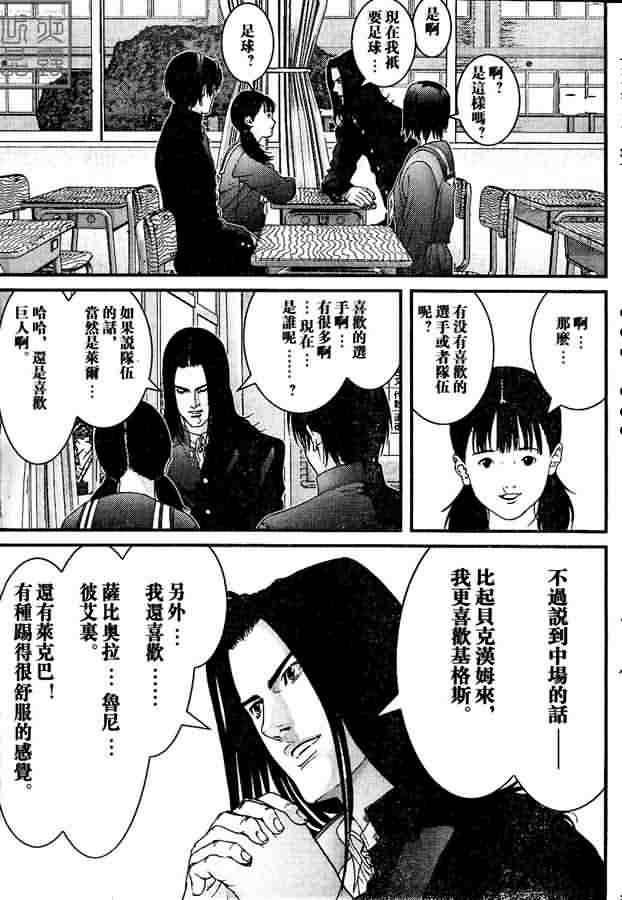 是啊
現在我衹
要足球…
足球？
啊？
是這樣嗎？
啊…
那麽…
有没有喜歡的
選手或者隊伍
呢？
喜歡的選
手啊…
有很多啊
…現在…
是誰呢……？
如果説隊伍
的話，
當然是萊爾…
哈哈，還是喜歡
巨人啊。
不過説到中場的話—
比起貝克漢姆來，
我更喜歡基格斯。
另外…
我還喜歡……
薩比奥拉…魯尼…
彼艾裏。
還有萊克巴！
有種踢得很舒服的感覺。